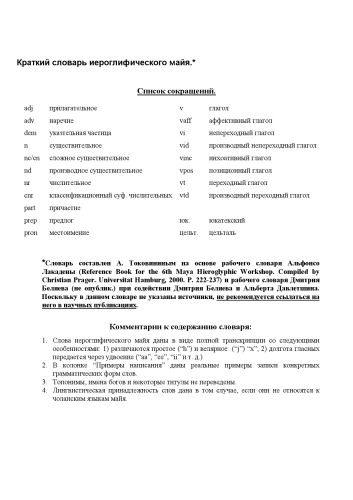 Краткий словарь иероглифического майя.*
Список сокращений.
adj прилагательное v глагол
adv наречие vaff аффективный глагол
dem указтельная частица vi непереходный глагол
n существительное vid производный непереходный глагол
nc/cn сложное существительное vinc инхоативный глагол
nd производное существительное vpos позиционный глагол
nr числительное vt переходный глагол
cnr классификационный суф. числительных vtd производный переходный глагол
part причастие
prep предлог юк. юкатекский
pron местоимение цельт. цельталь
*Словарь составлен А. Токовининым на основе рабочего словаря Альфонсо
Лакадены (Reference Book for the 6th Maya Hieroglyphic Workshop. Compiled by
Christian Prager. Universitat Hamburg, 2000. P. 222-237) и рабочего словаря Дмитрия
Беляева (не опублик.) при содействии Дмитрия Беляева и Альберта Давлетшина.
Поскольку в данном словаре не указаны источники, не рекомендуется ссылаться на
него в научных публикациях.
Комментарии к содержанию словаря:
1. Слова иероглифического майя даны в виде полной транскрипции со следующими
особенностями: 1) различаются простое ("h") и велярное ("j") "х", 2) долгота гласных
передается через удвоение ("aa", "ee", "ii" и т. д.)
2. В колонке "Примеры написания" даны реальные примеры записи конкретных
грамматических форм слов.
3. Топонимы, имена богов и некоторые титулы не переведены.
4. Лингвистическая принадлежность слов дана в том случае, если они не относятся к
чоланским языкам майя.